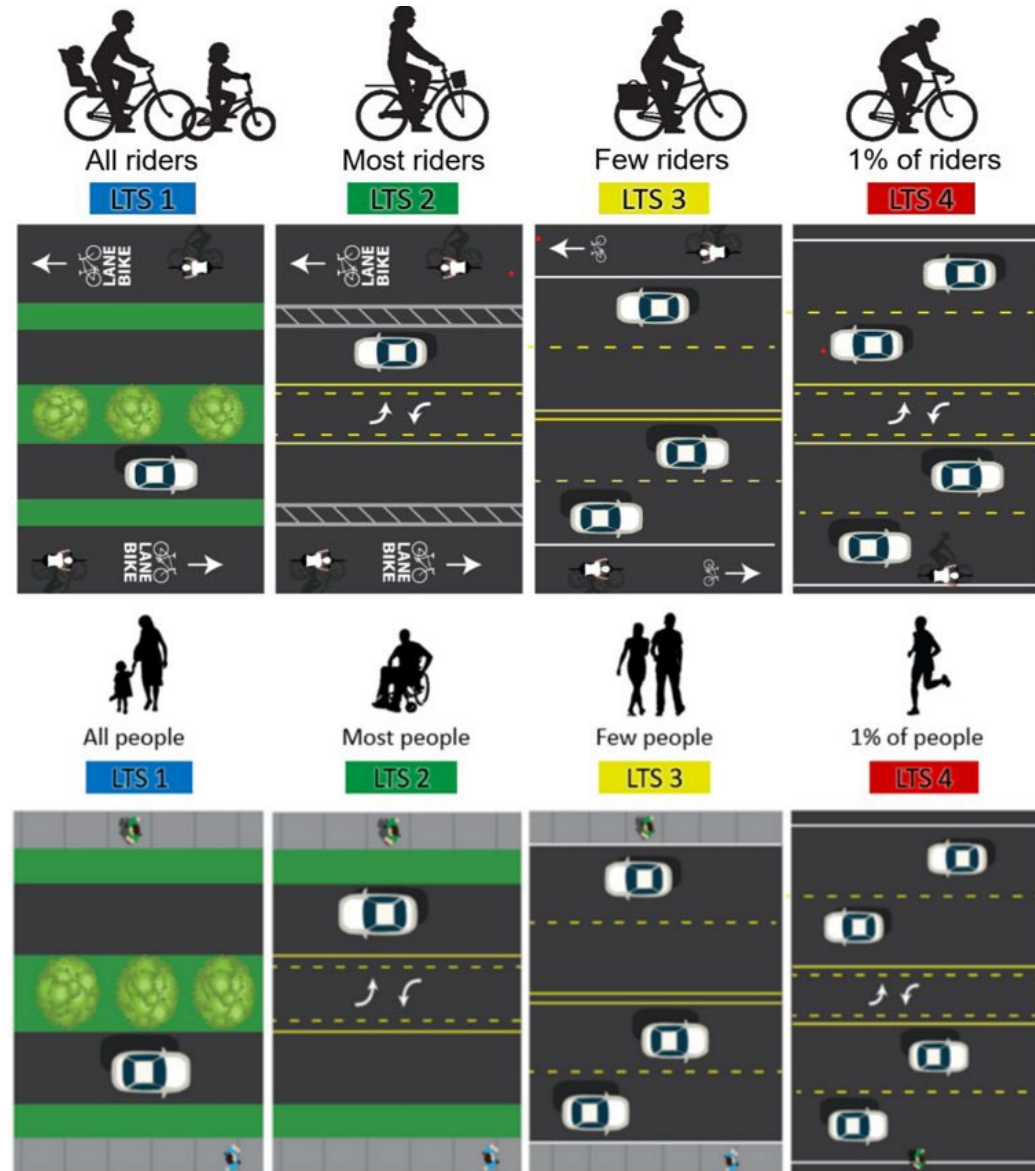 All riders
Most riders
Few riders
1% of riders
LTS 1
LTS 2
LTS 3
LTS 4
BIKE
LANE
BIKE
LANE
BIKE
LANE
BIKE
LANE
All people
Most people
Few people
1% of people
LTS 1
LTS 2
LTS 3
LTS 4